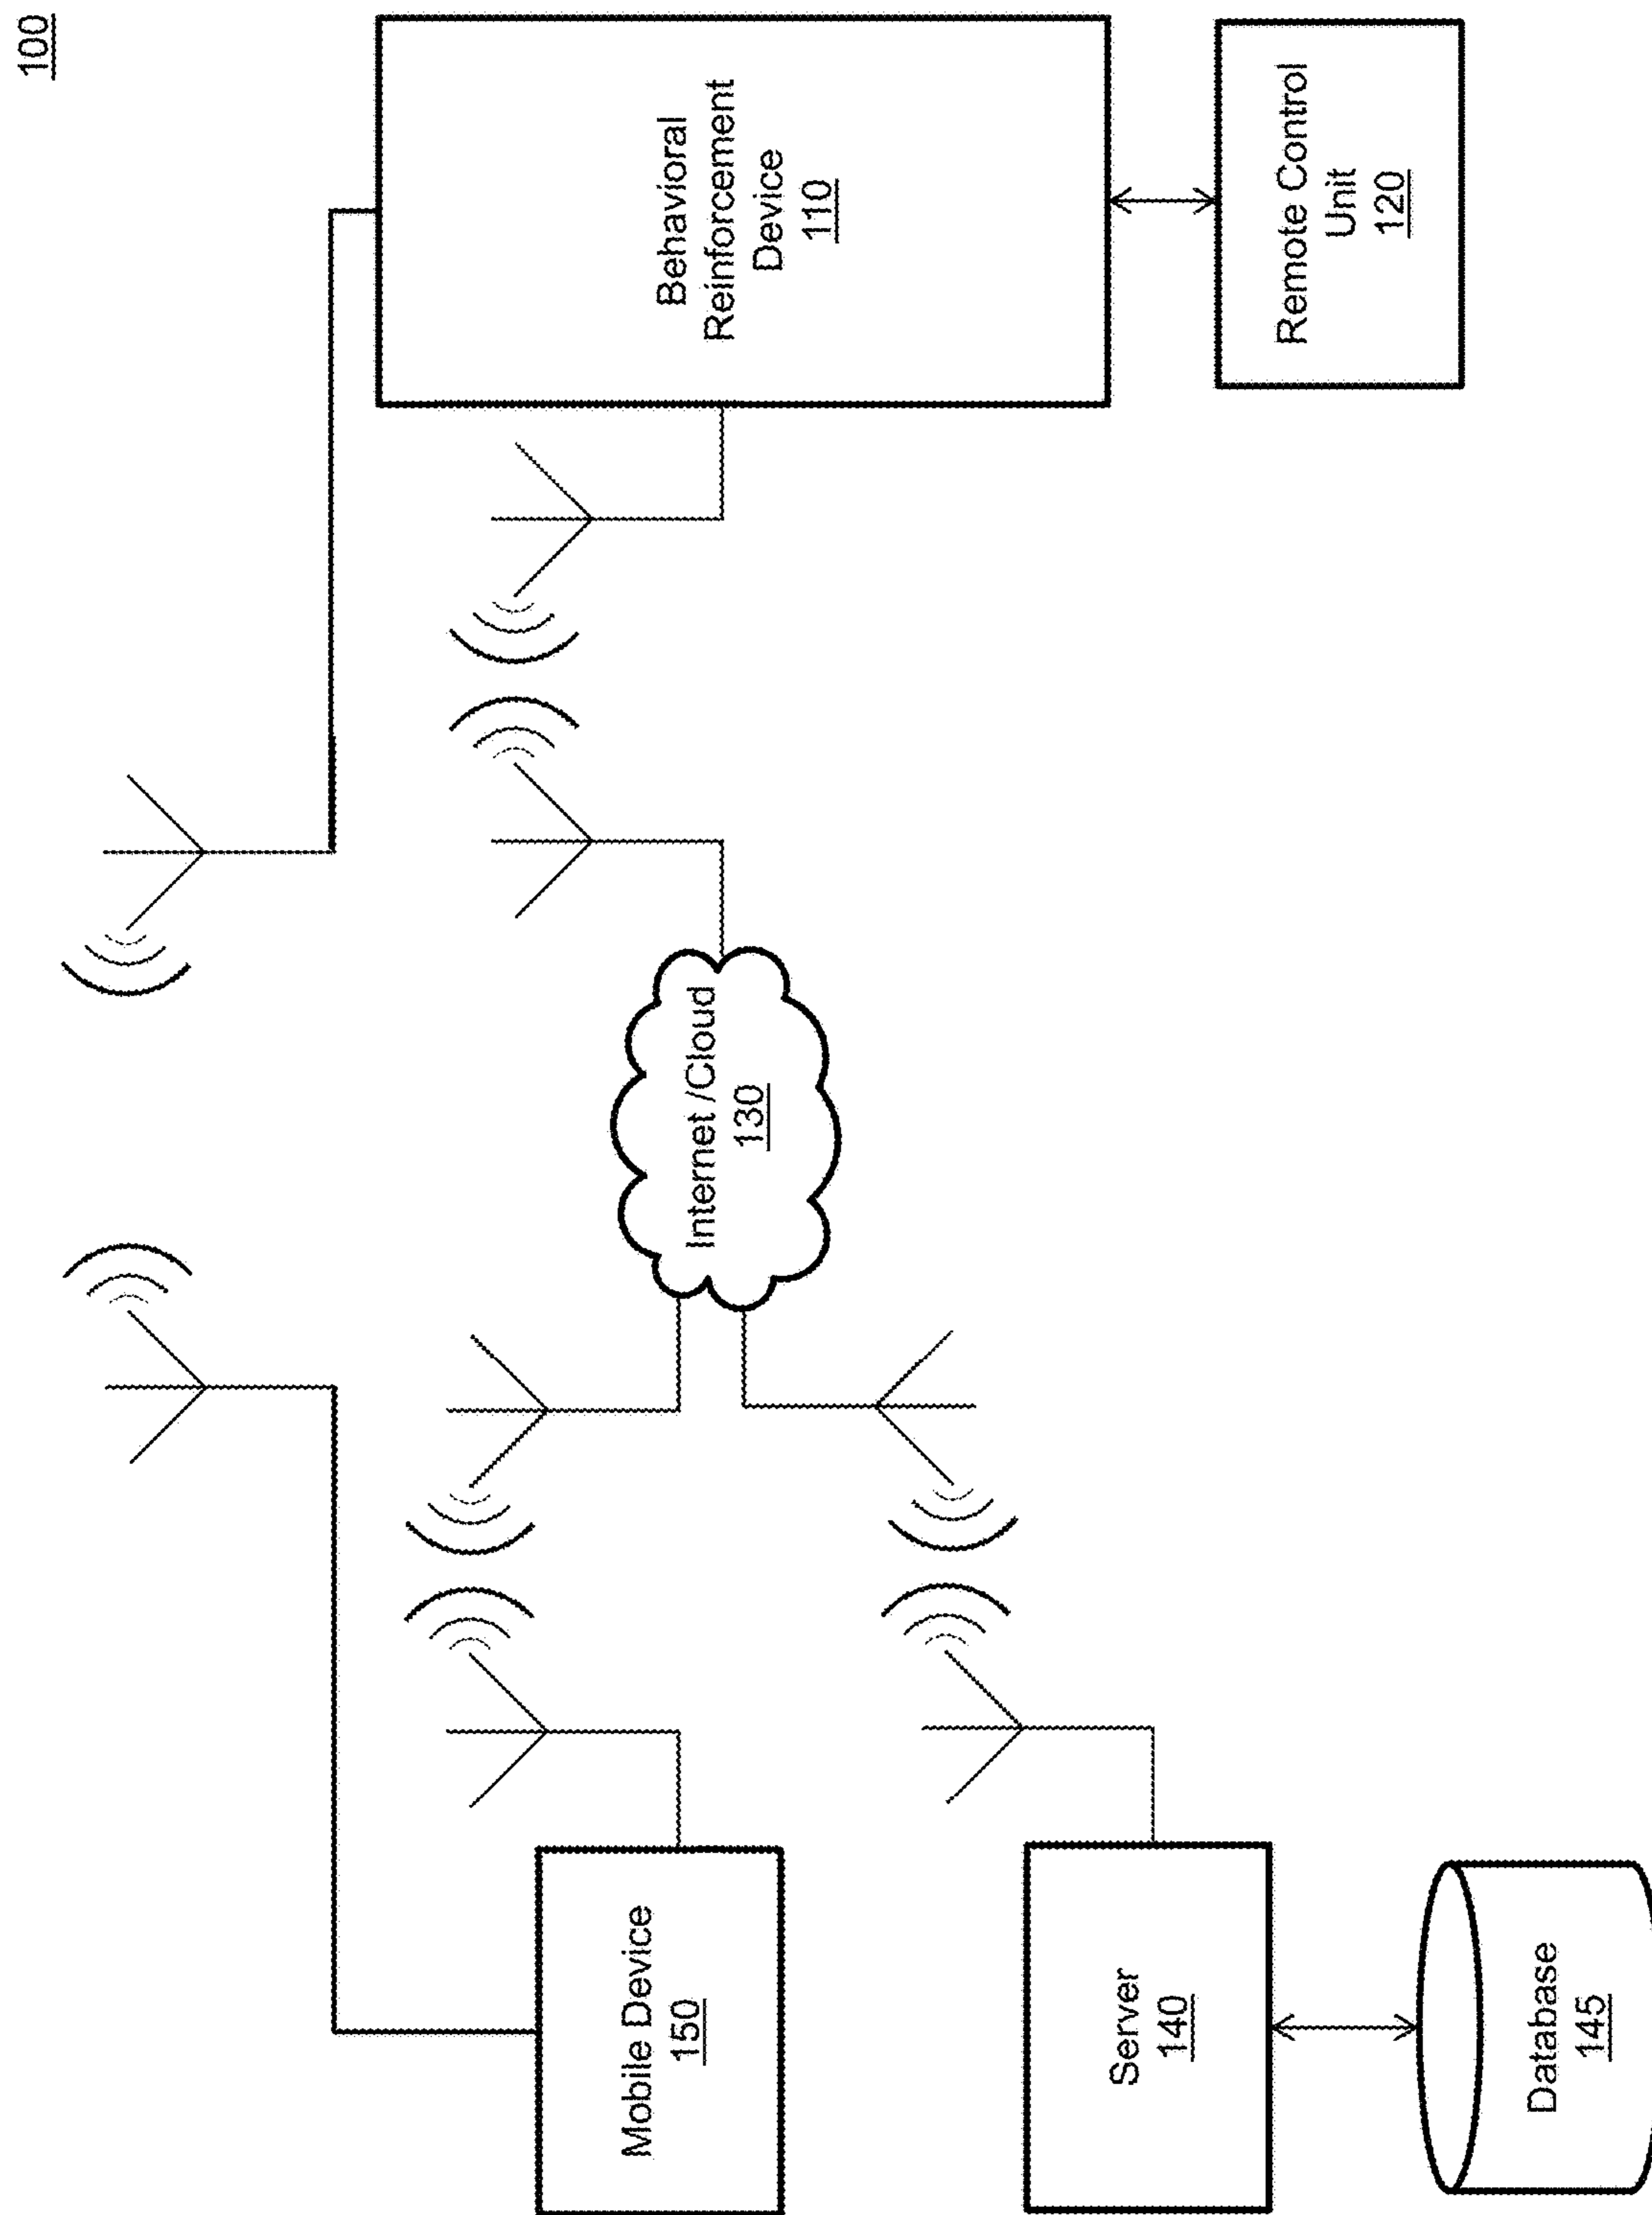 100
Mobile Device
150
Internet /Cloud
130
Behavioral
Reinforcement
Device
110
Server
140
Remote Control
Unit
120
Database
145